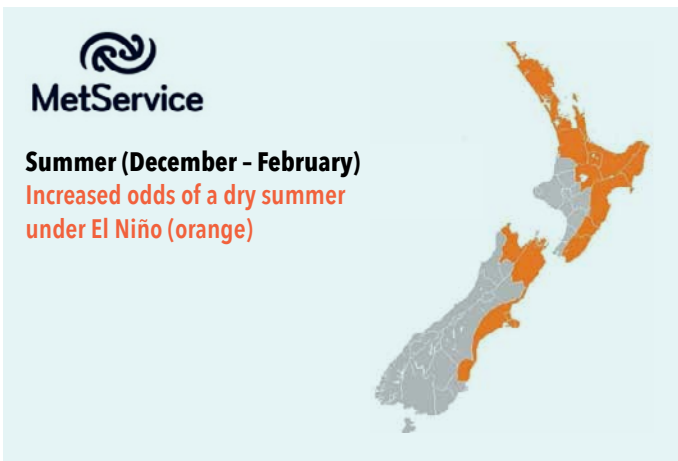 MetService
Summer (December – February)
Increased odds of a dry summer
under El Niño (orange)